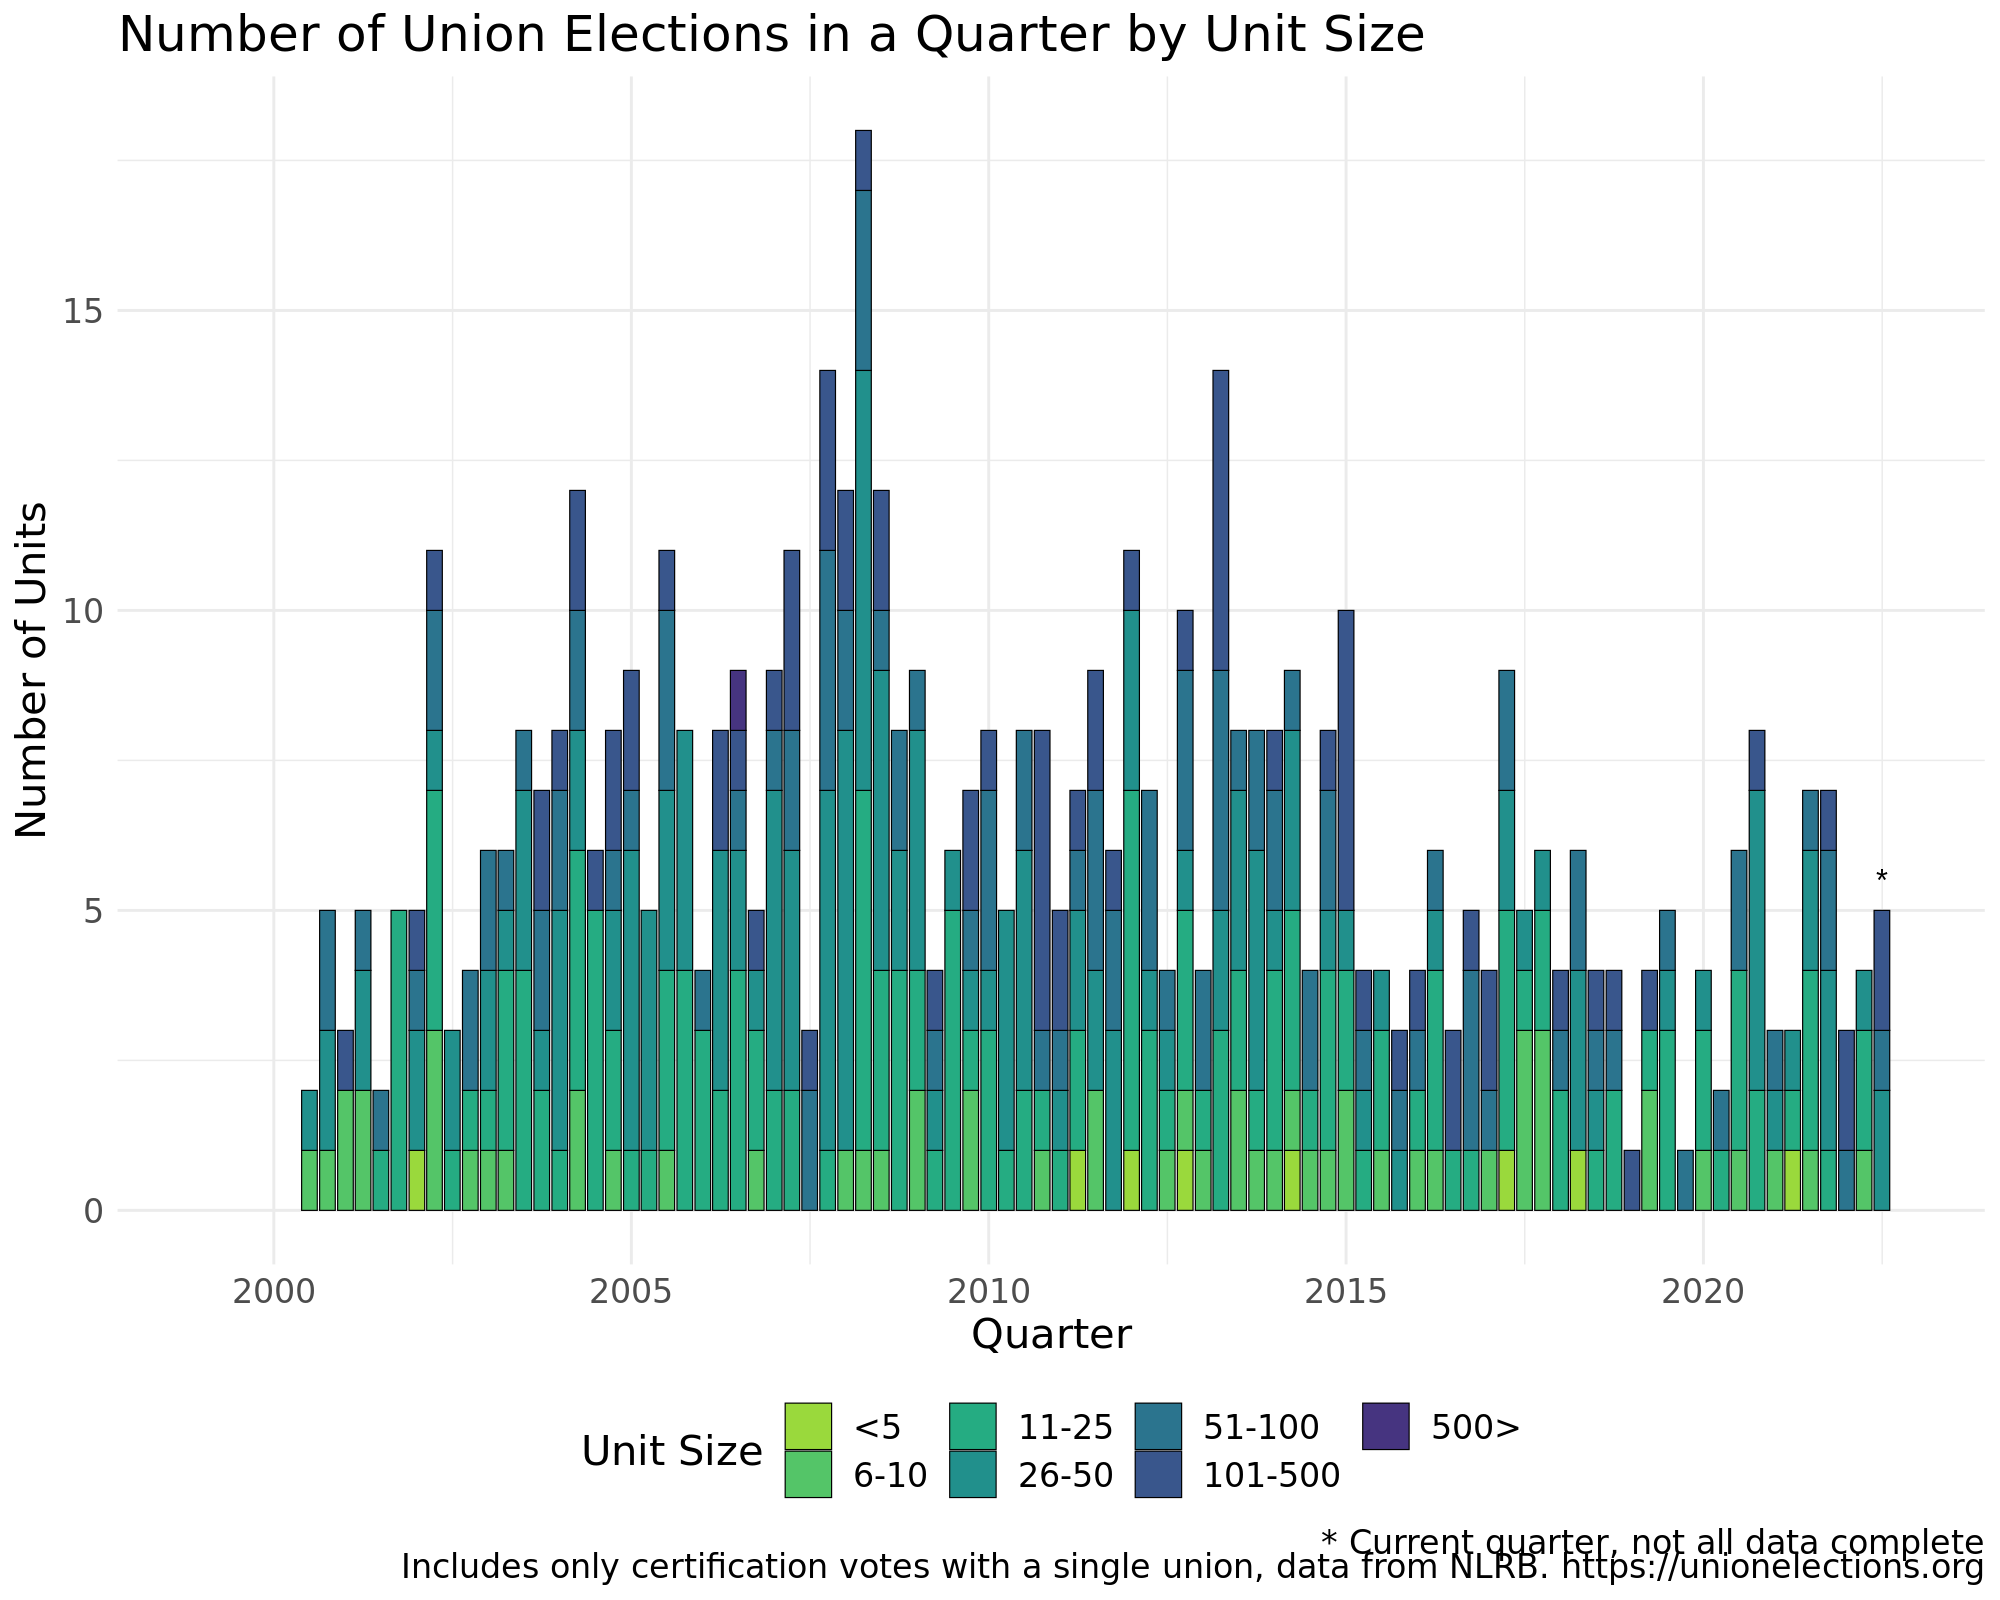 Number of Union Elections in a Quarter by Unit Size
Number of Units
15
10
5
0
*
2000 2005 2010 2015 2020
Quarter
Unit Size
<5 11-25 51-100 500>
6-10 26-50 101-500
* Current quarter, not all data complete
Includes only certification votes with a single union, data from NLRB. https://unionelections.org